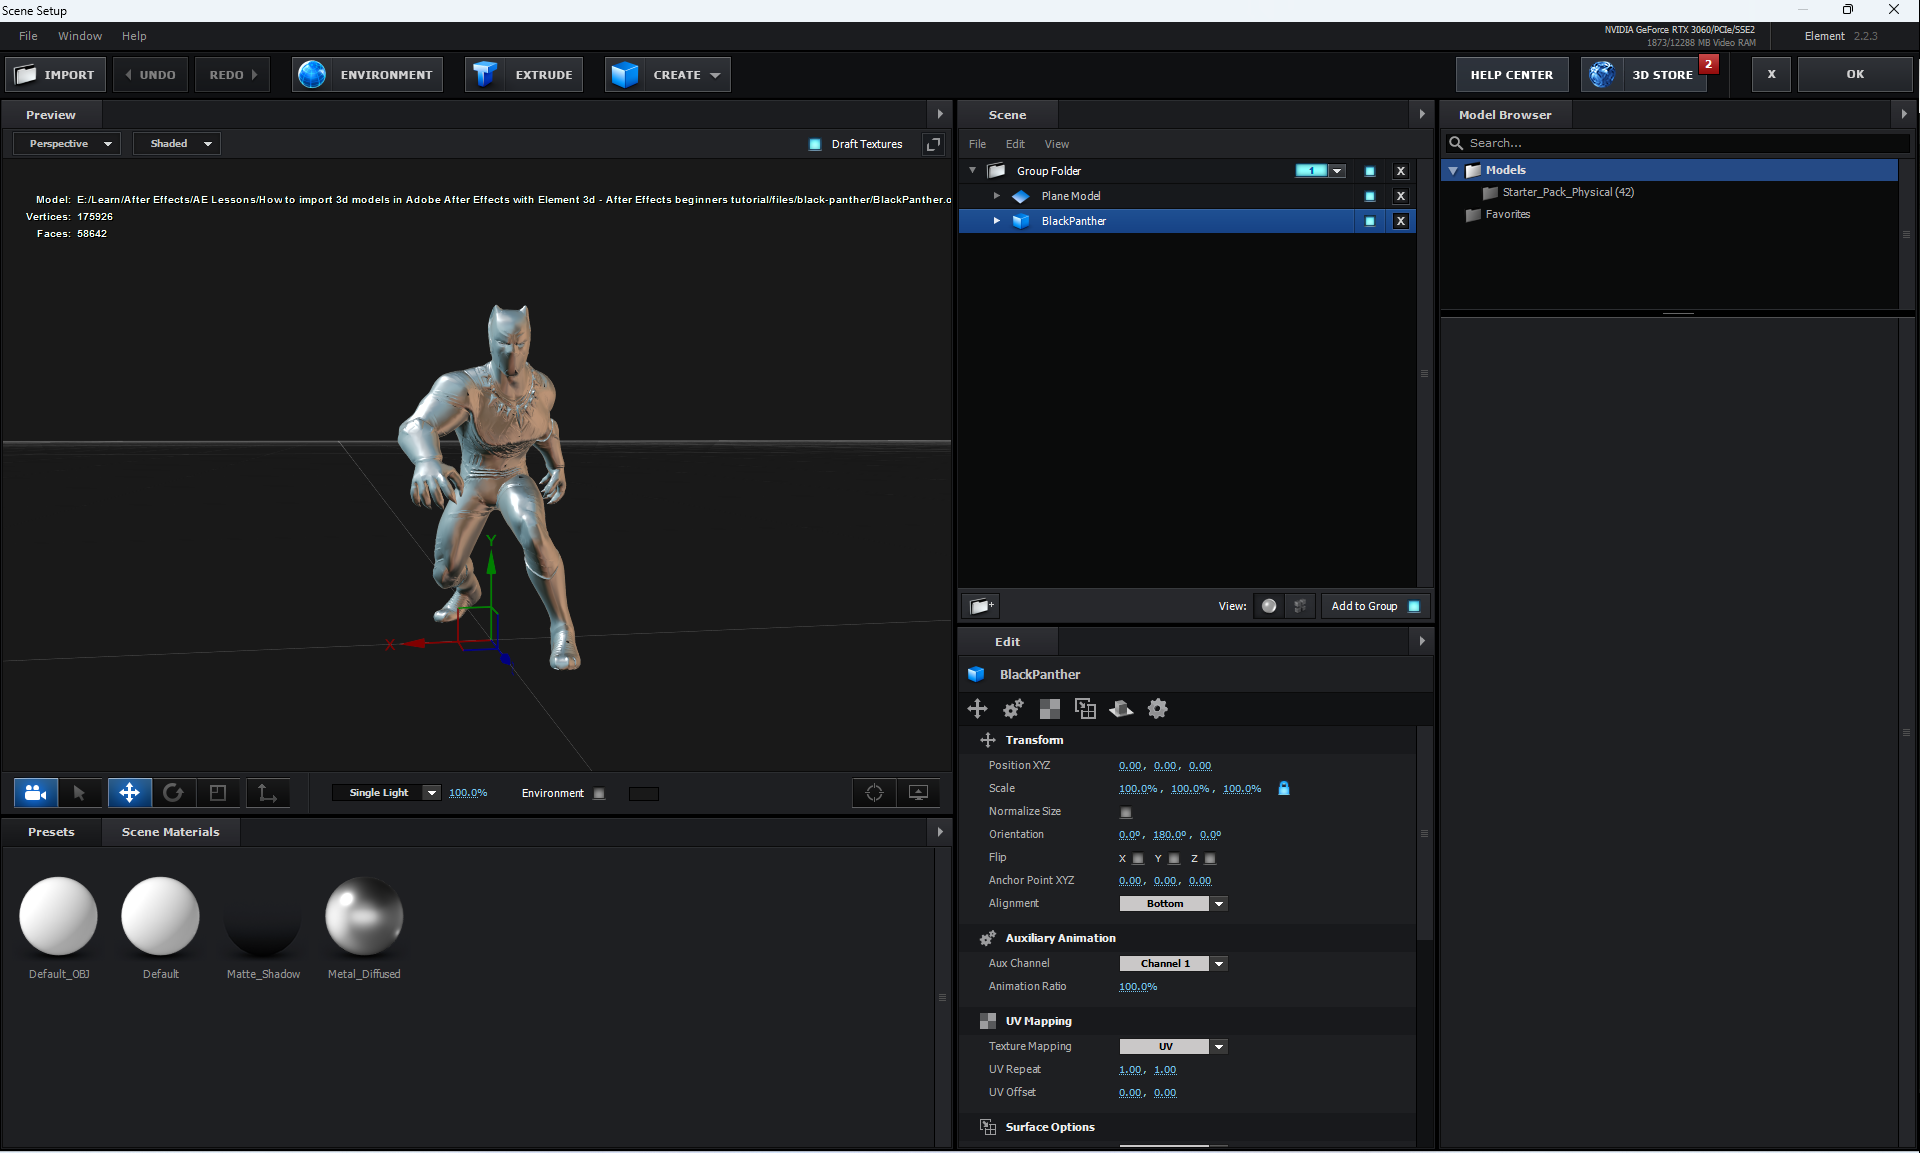 Scene Setup
File Window Help
NVIDIA GeForce RTX 3060/PCIe/SSE2
1873/12288 MB Video RAM
Element 2.2.3
IMPORT UNDO REDO ENVIRONMENT EXTRUDE CREATE
HELP CENTER 3D STORE 2 X OK
Preview
Perspective Shaded Draft Textures
Model: E:/Learn/After Effects/AE Lessons/How to import 3d models in Adobe After Effects with Element 3d - After Effects beginners tutorial/files/black-panther/BlackPanther.o
Vertices: 175926
Faces: 58642
Y
X
Single Light 100.0% Environment
Presets Scene Materials
Default_OBJ Default Matte_Shadow Metal_Diffused
Scene
File Edit View
Group Folder 1 X
Plane Model X
BlackPanther X
View: Add to Group
Edit
BlackPanther
Transform
Position XYZ 0.00, 0.00, 0.00
Scale 100.0%, 100.0%, 100.0%
Normalize Size
Orientation 0.0º, 180.0º, 0.0º
Flip X Y Z
Anchor Point XYZ 0.00, 0.00, 0.00
Alignment Bottom
Auxiliary Animation
Aux Channel Channel 1
Animation Ratio 100.0%
UV Mapping
Texture Mapping UV
UV Repeat 1.00, 1.00
UV Offset 0.00, 0.00
Surface Options
Model Browser
Search...
Models
Starter_Pack_Physical (42)
Favorites